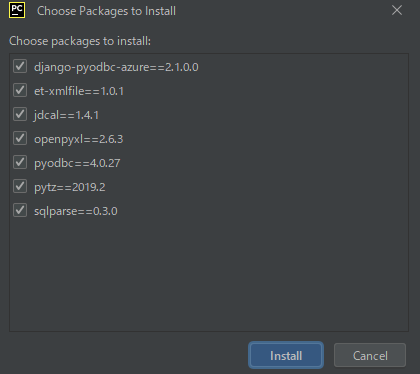 PC
Choose Packages to Install
Choose packages to install:
django-pyodbc-azure==2.1.0.0
et-xmlfile==1.0.1
jdcal==1.4.1
openpyxl==2.6.3
pyodbc==4.0.27
pytz==2019.2
sqlparse==0.3.0
Install
Cancel